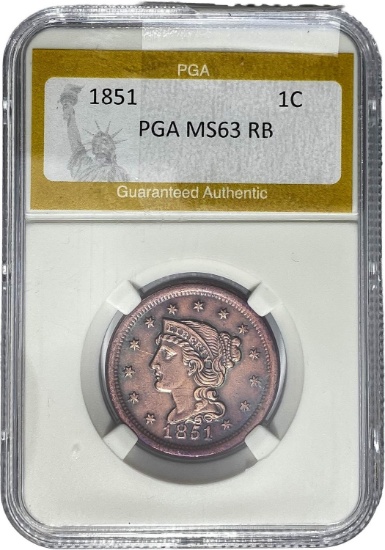 PGA
1851 1C
PGA MS63 RB
Guaranteed Authentic
LIBERTY
1851